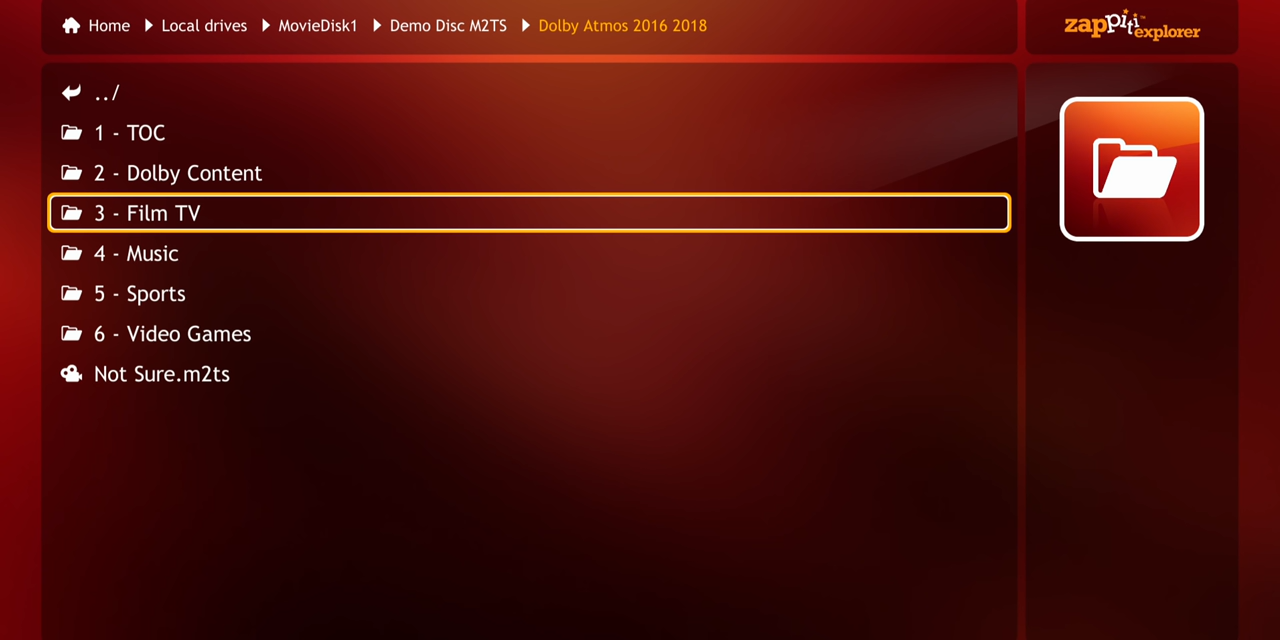 Home Local drives MovieDisk1 Demo Disc M2TS Dolby Atmos 2016 2018
zappiti explorer
../
1 - TOC
2 - Dolby Content
3 - Film TV
4 - Music
5 - Sports
6 - Video Games
Not Sure.m2ts